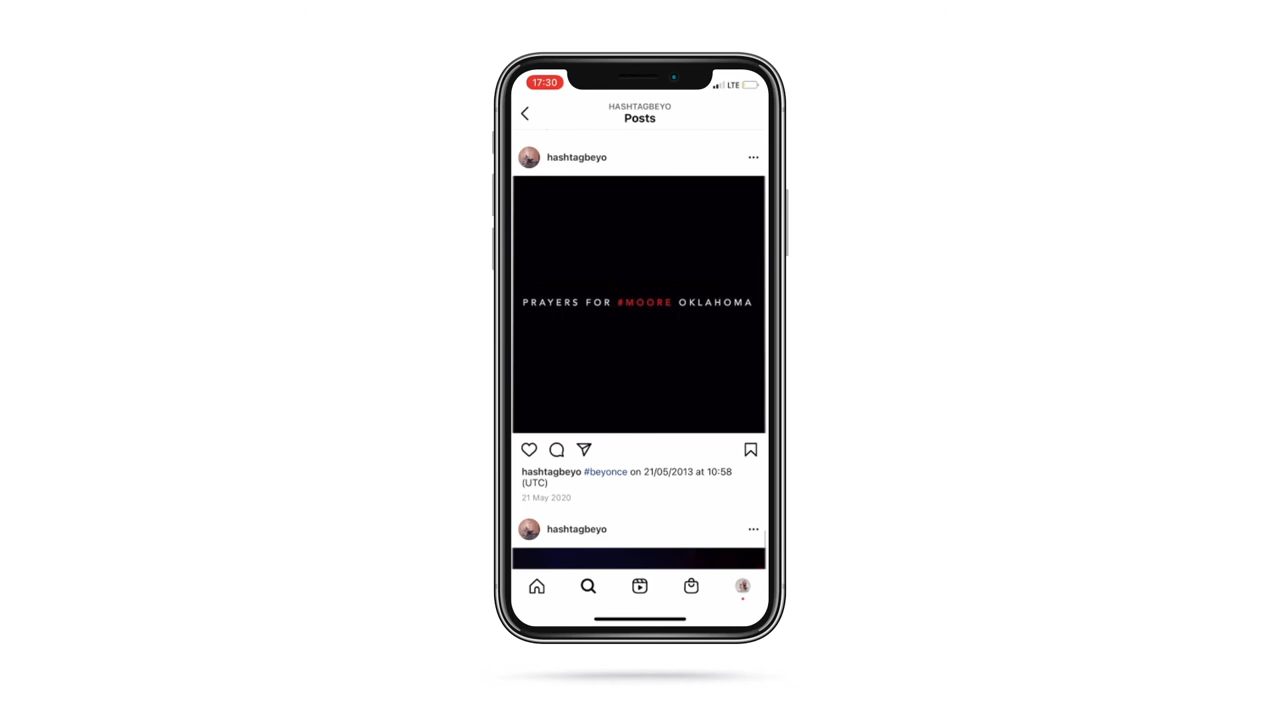 17:30
LTE
HASHTAGBEYO
Posts
hashtagbeyo
PRAYERS FOR #MOORE OKLAHOMA
hashtagbeyo #beyonce on 21/05/2013 at 10:58
(UTC)
21 May 2020
hashtagbeyo